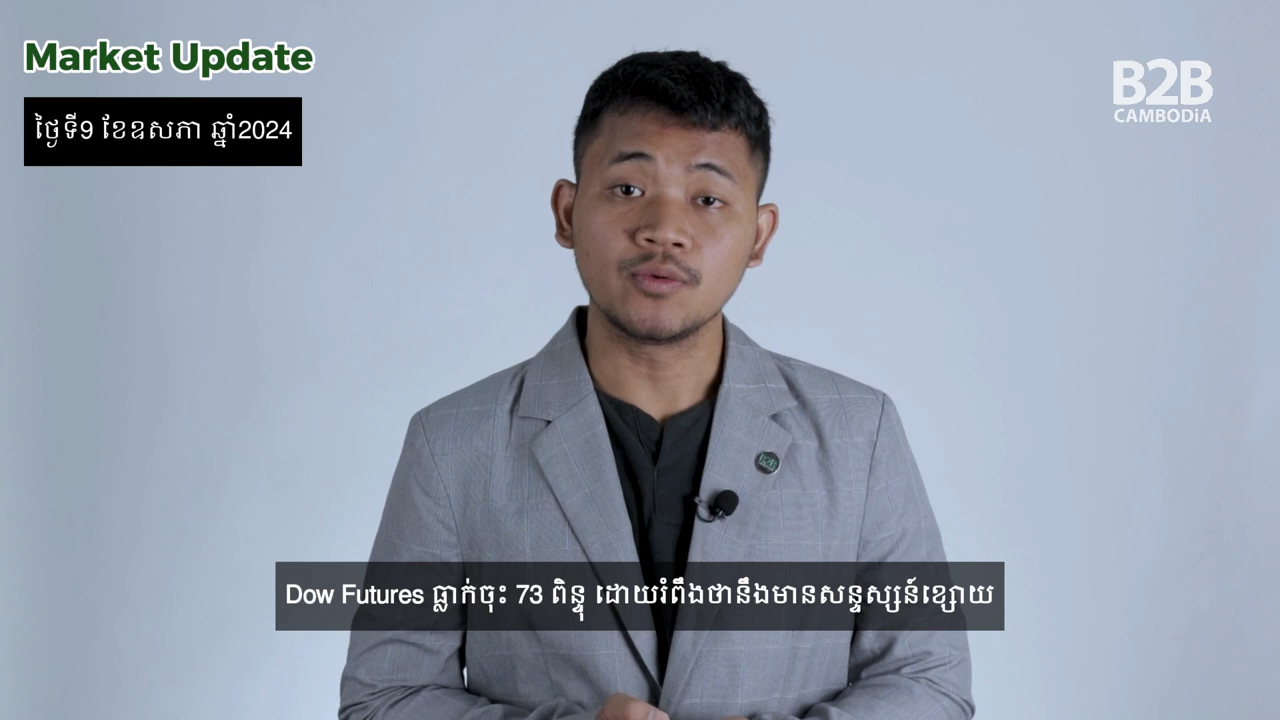 Market Update
ថ្ងៃទី9 ខែឧសភា ឆ្នាំ2024
B2B
CAMBODiA
B2B
Dow Futures ធ្លាក់ចុះ 73 ពិន្ទុ ដោយរំពឹងថានឹងមានសន្ទស្សន៍ខ្សោយ